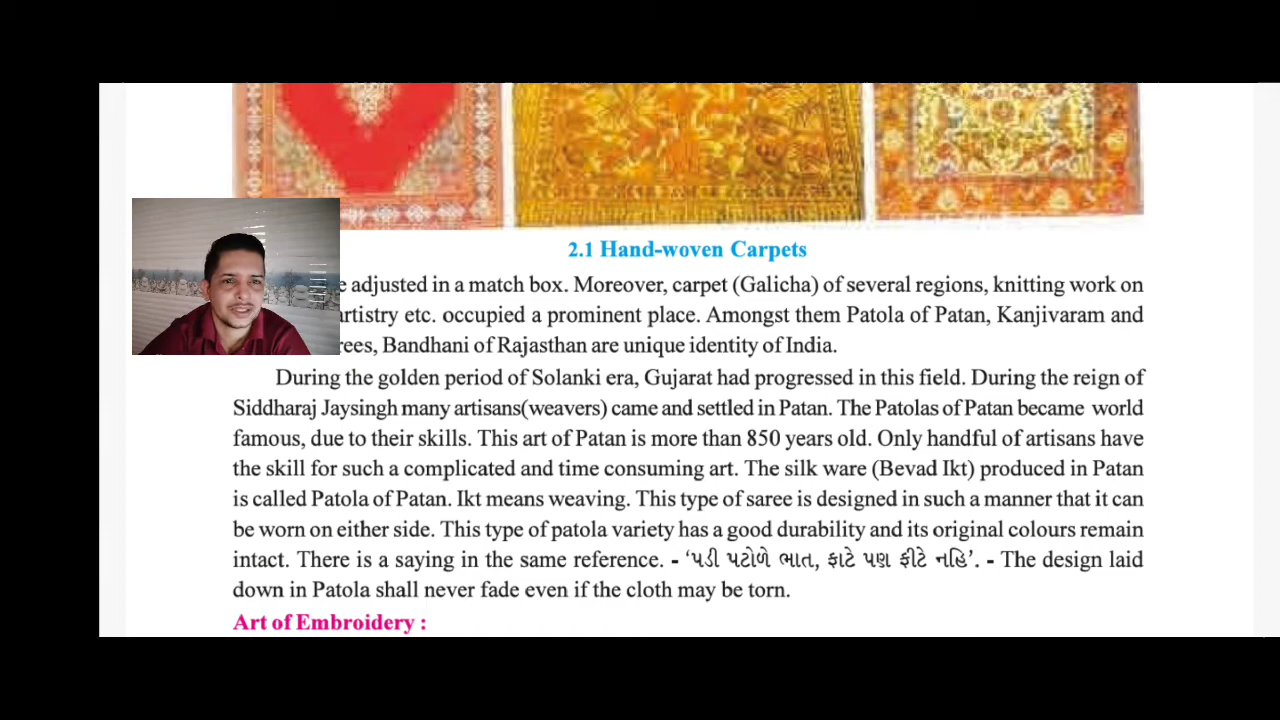 2.1 Hand-woven Carpets
e adjusted in a match box. Moreover, carpet (Galicha) of several regions, knitting work on
artistry etc. occupied a prominent place. Amongst them Patola of Patan, Kanjivaram and
rees, Bandhani of Rajasthan are unique identity of India.
During the golden period of Solanki era, Gujarat had progressed in this field. During the reign of
Siddharaj Jaysingh many artisans(weavers) came and settled in Patan. The Patolas of Patan became world
famous, due to their skills. This art of Patan is more than 850 years old. Only handful of artisans have
the skill for such a complicated and time consuming art. The silk ware (Bevad Ikt) produced in Patan
is called Patola of Patan. Ikt means weaving. This type of saree is designed in such a manner that it can
be worn on either side. This type of patola variety has a good durability and its original colours remain
intact. There is a saying in the same reference. - ‘પડી પટોળે ભાત, ફાટે પણ ફીટે નહિ’. - The design laid
down in Patola shall never fade even if the cloth may be torn.
Art of Embroidery :